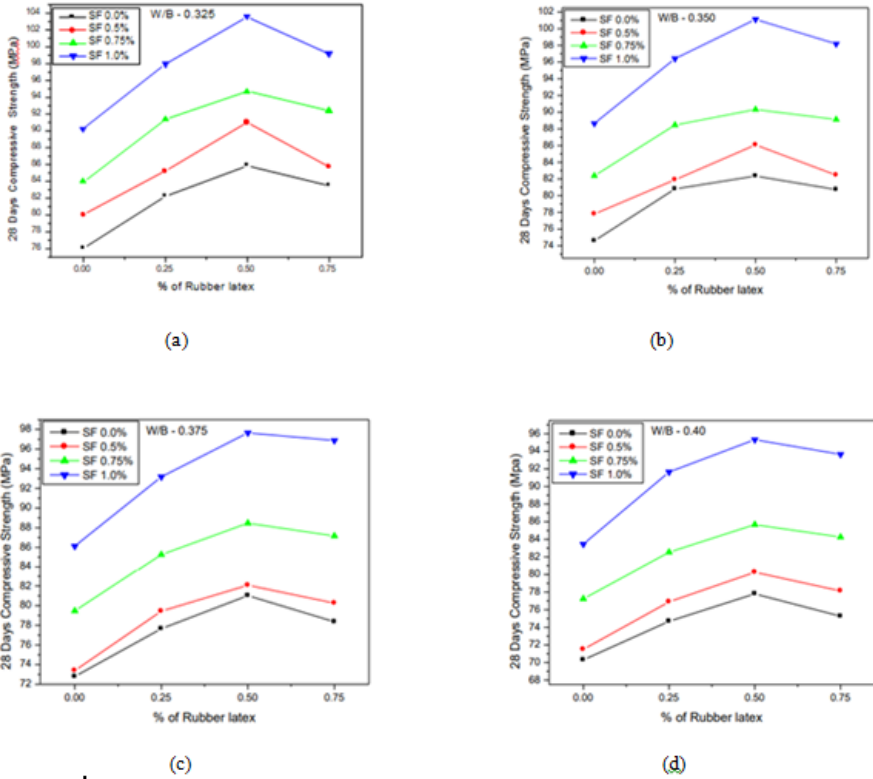 SF 0.0%
SF 0.5%
SF 0.75%
SF 1.0%
W/B - 0.325
28 Days Compressive Strength (MPa)
104
102
100
98
96
94
92
90
88
86
84
82
80
78
76
0.00 0.25 0.50 0.75
% of Rubber latex
(a)
SF 0.0%
SF 0.5%
SF 0.75%
SF 1.0%
W/B - 0.350
28 Days Compressive Strength (MPa)
102
100
98
96
94
92
90
88
86
84
82
80
78
76
74
0.00 0.25 0.50 0.75
% of Rubber latex
(b)
SF 0.0%
SF 0.5%
SF 0.75%
SF 1.0%
W/B - 0.375
28 Days Compressive Strength (MPa)
98
96
94
92
90
88
86
84
82
80
78
76
74
72
0.00 0.25 0.50 0.75
% of Rubber latex
(c)
SF 0.0%
SF 0.5%
SF 0.75%
SF 1.0%
W/B - 0.40
28 Days Compressive Strength (Mpa)
96
94
92
90
88
86
84
82
80
78
76
74
72
70
68
0.00 0.25 0.50 0.75
% of Rubber latex
(d)